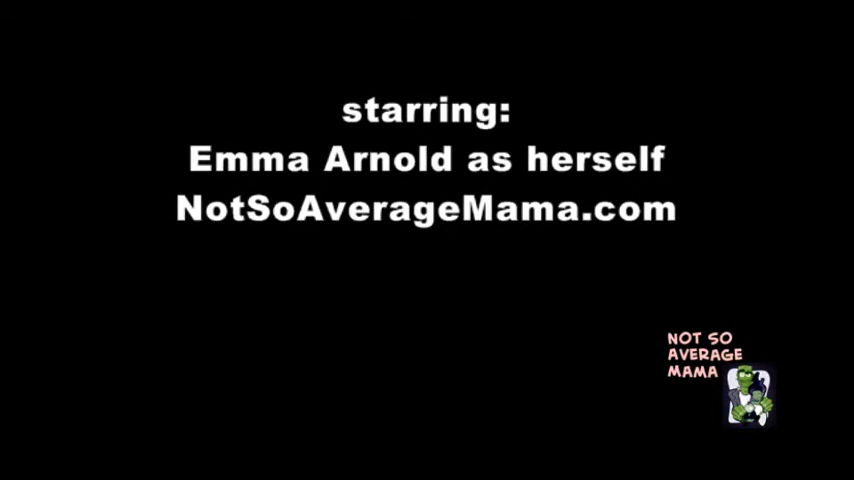 starring:
Emma Arnold as herself
NotSoAverageMama.com
NOT SO
AVERAGE
MAMA